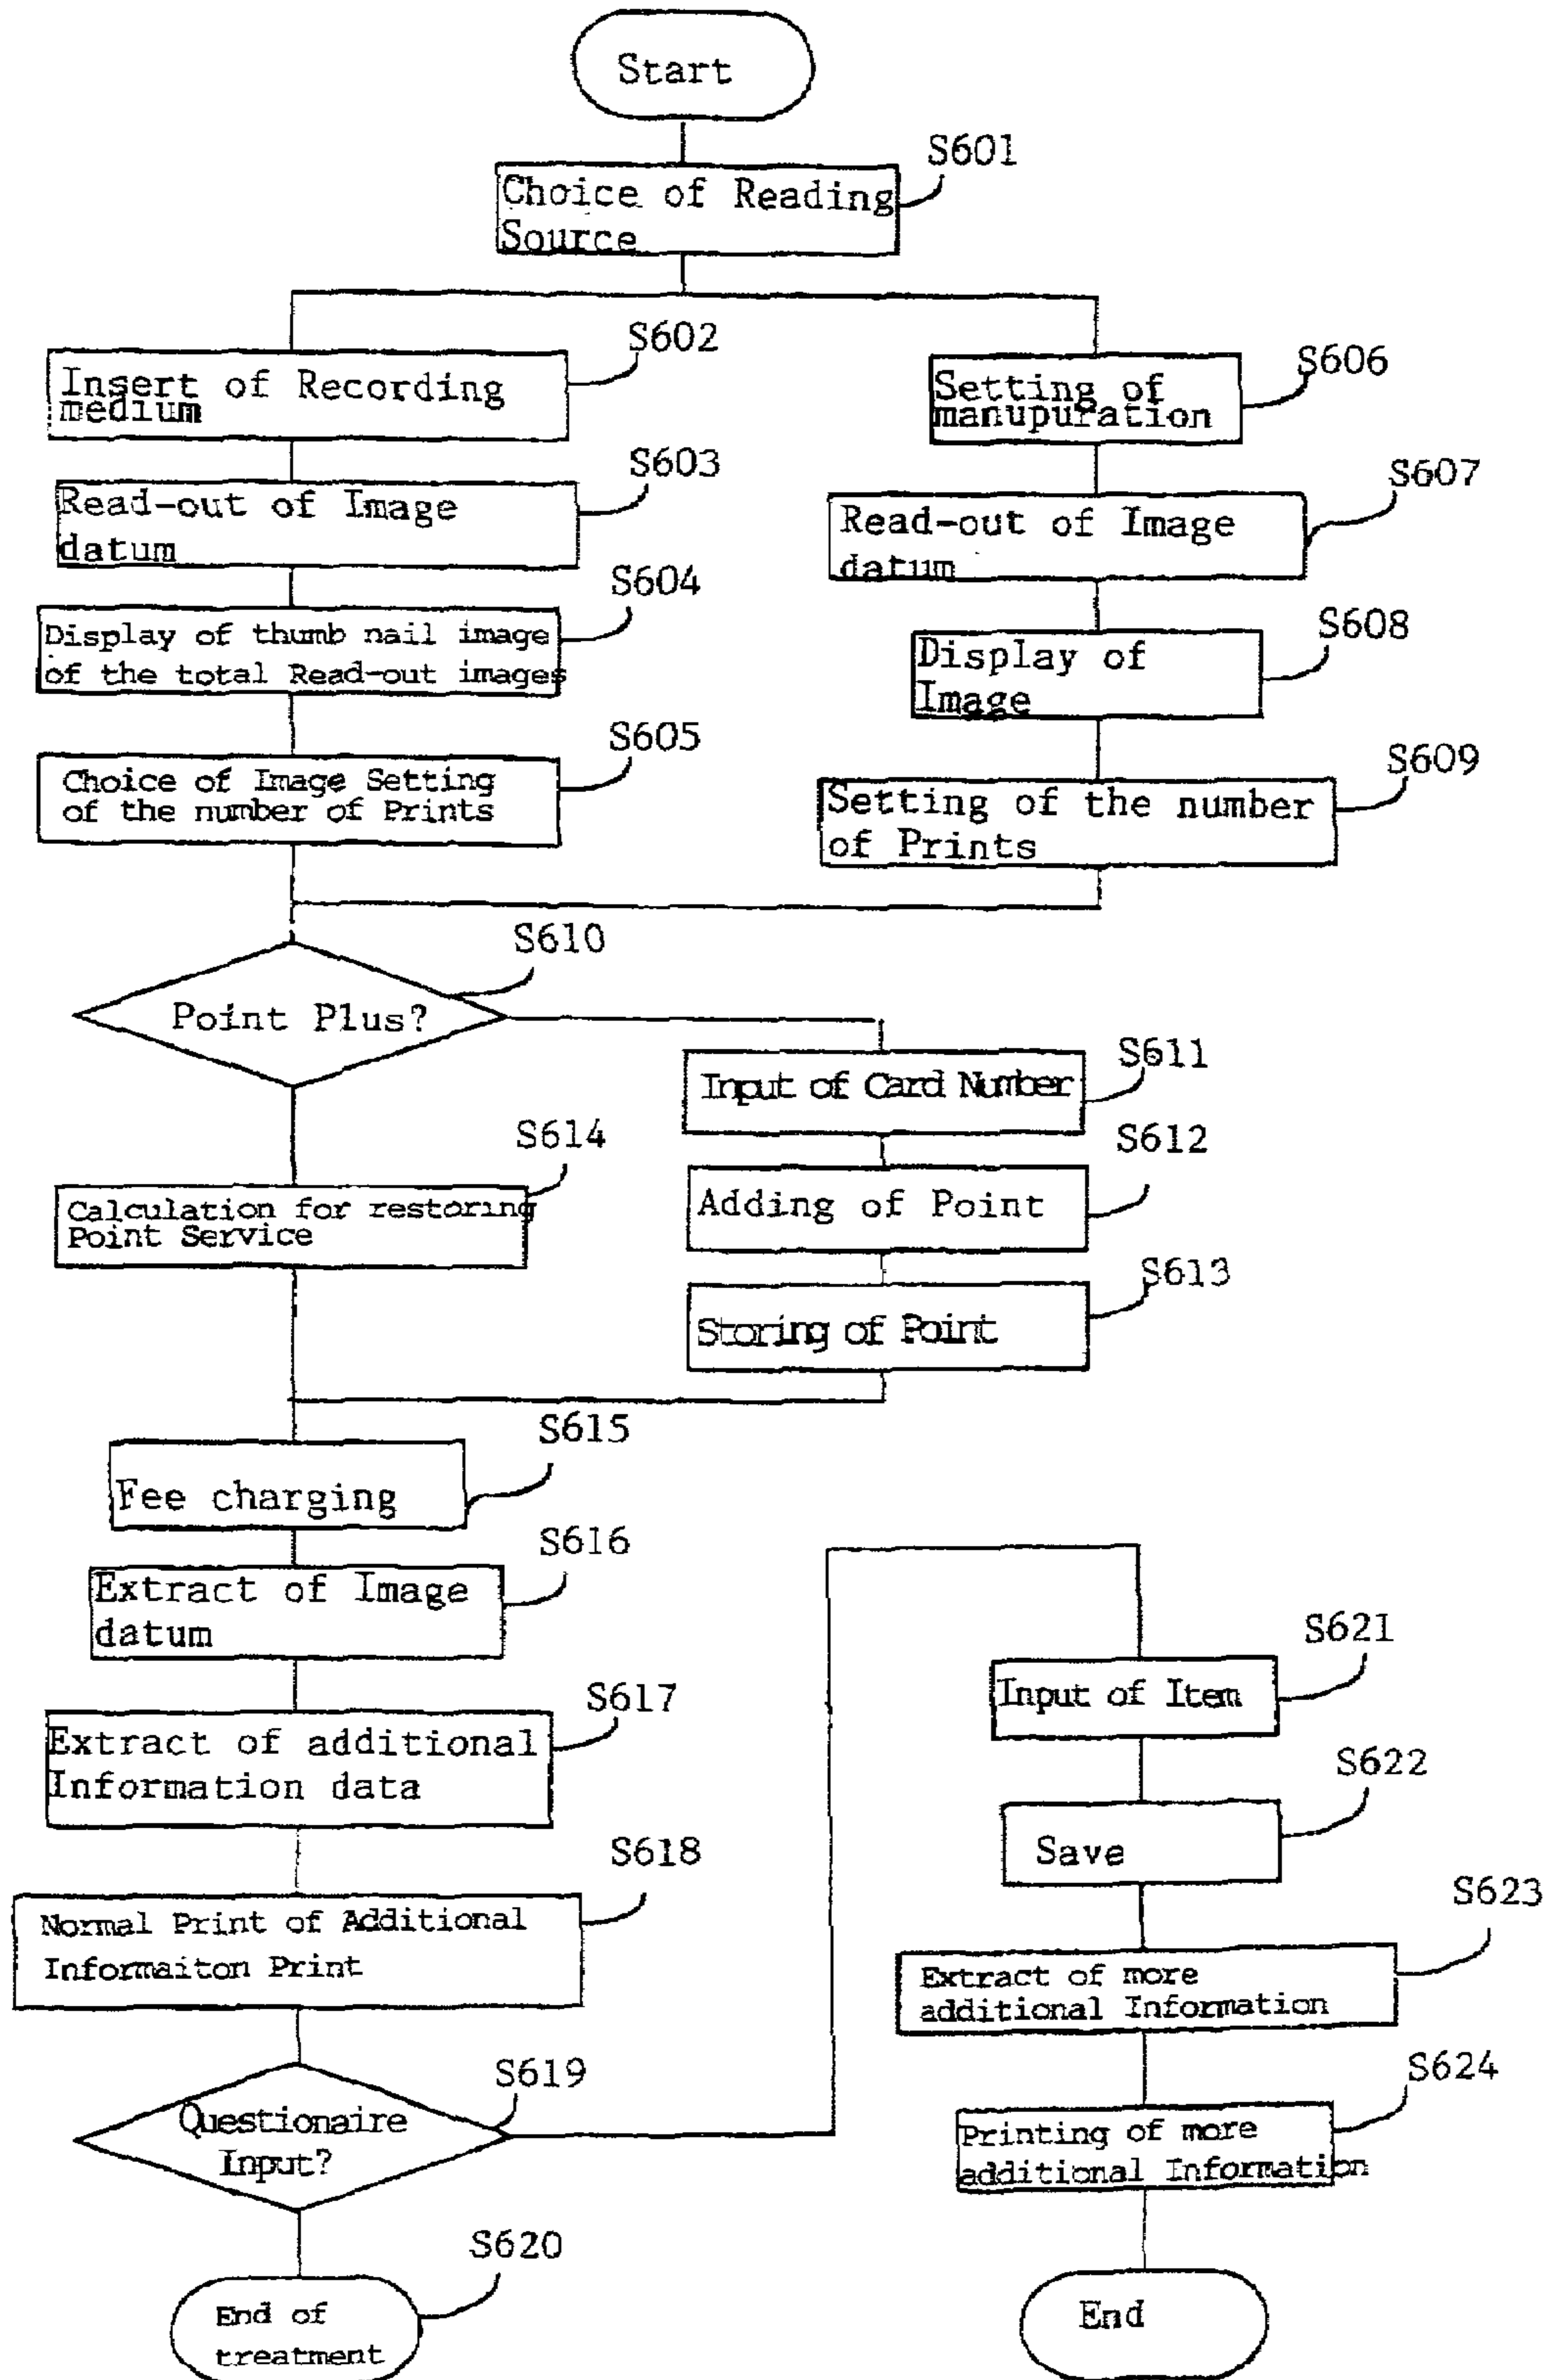 Start
S601
Choice of Reading
Source
S602
Insert of Recording
medium
S603
Read-out of Image
datum
S604
Display of thumb nail image
of the total Read-out images
S605
Choice of Image Setting
of the number of Prints
S606
Setting of
manupuration
S607
Read-out of Image
datum
S608
Display of
Image
S609
Setting of the number
of Prints
S610
Point Plus?
S611
Input of Card Number
S612
Adding of Point
S613
Storing of Point
S614
Calculation for restoring
Point Service
S615
Fee charging
S616
Extract of Image
datum
S617
Extract of additional
Information data
S618
Normal Print of Additional
Informaiton Print
S619
Questionaire
Input?
S620
End of
treatment
S621
Input of Item
S622
Save
S623
Extract of more
additional Information
S624
Printing of more
additional Information
End